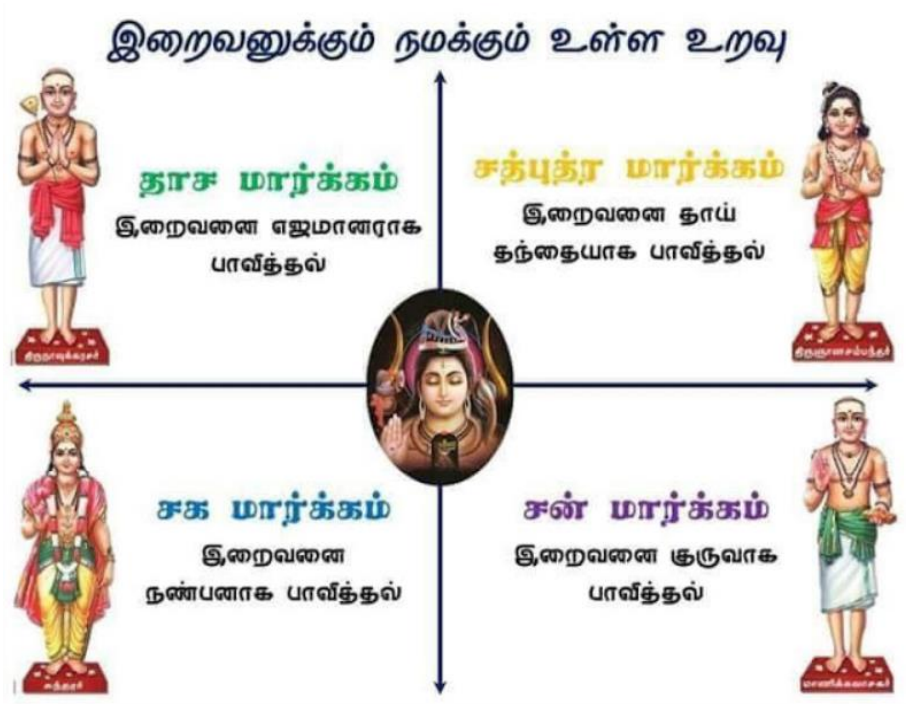 இறைவனுக்கும் நமக்கும் உள்ள உறவு
தாச மார்க்கம்
இறைவனை எஜமானராக
பாவித்தல்
திருநாவுக்கரசர்
சத்புத்ர மார்க்கம்
இறைவனை தாய்
தந்தையாக பாவித்தல்
திருஞானசம்பந்தர்
சக மார்க்கம்
இறைவனை
நண்பனாக பாவித்தல்
சுந்தரர்
சன் மார்க்கம்
இறைவனை குருவாக
பாவித்தல்
மாணிக்கவாசகர்